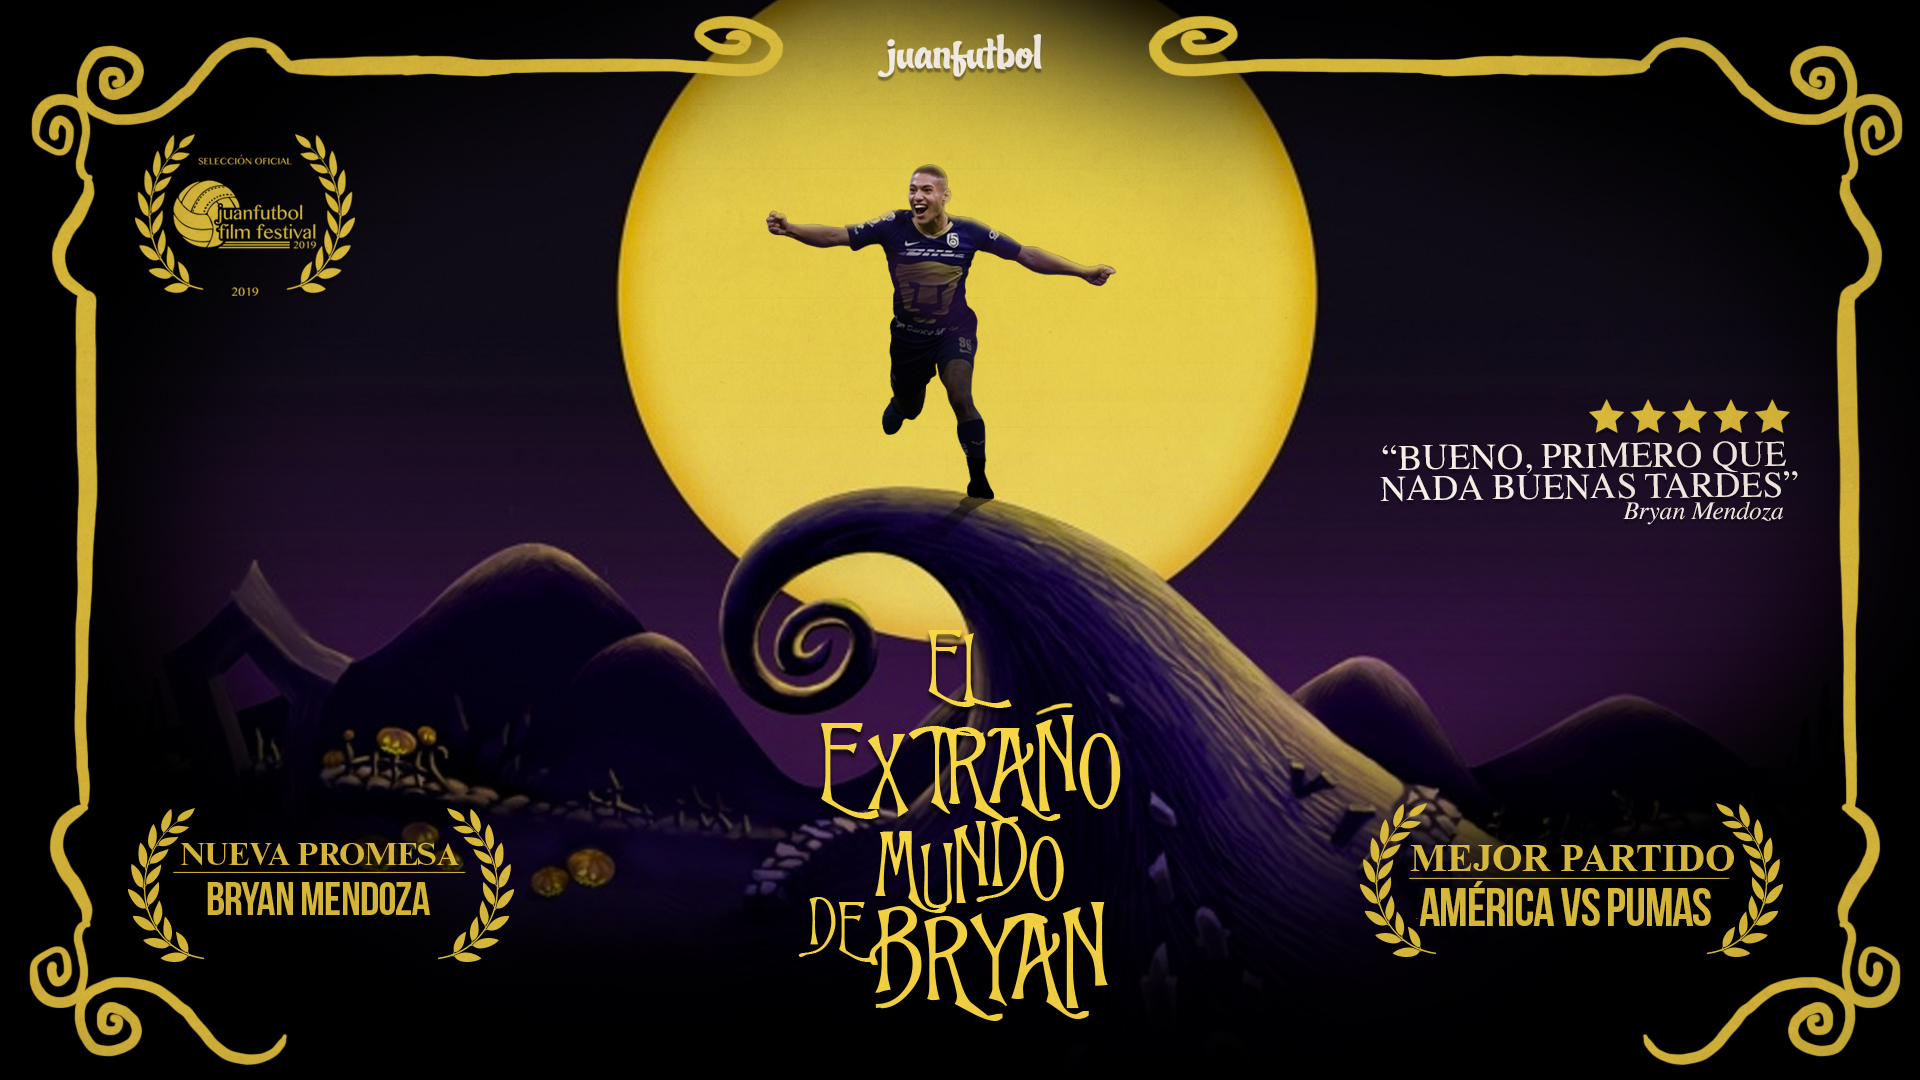 juanfutbol
SELECCIÓN OFICIAL
juanfutbol
film festival
2019
2019
“BUENO, PRIMERO QUE
NADA BUENAS TARDES”
Bryan Mendoza
DHL
EL
EXTRAÑO
MUNDO
DE BRYAN
NUEVA PROMESA
BRYAN MENDOZA
MEJOR PARTIDO
AMÉRICA VS PUMAS